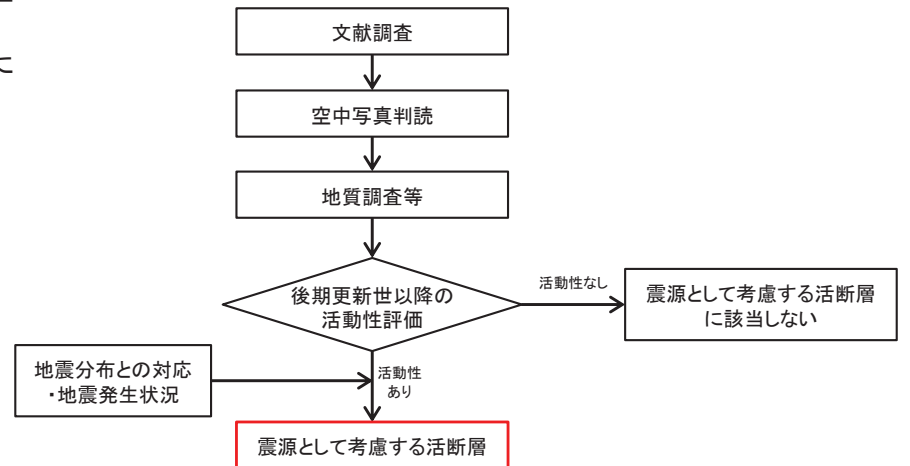 に
文献調査
空中写真判読
地質調査等
後期更新世以降の
活動性評価
活動性なし
震源として考慮する活断層
に該当しない
地震分布との対応
・地震発生状況
活動性
あり
震源として考慮する活断層